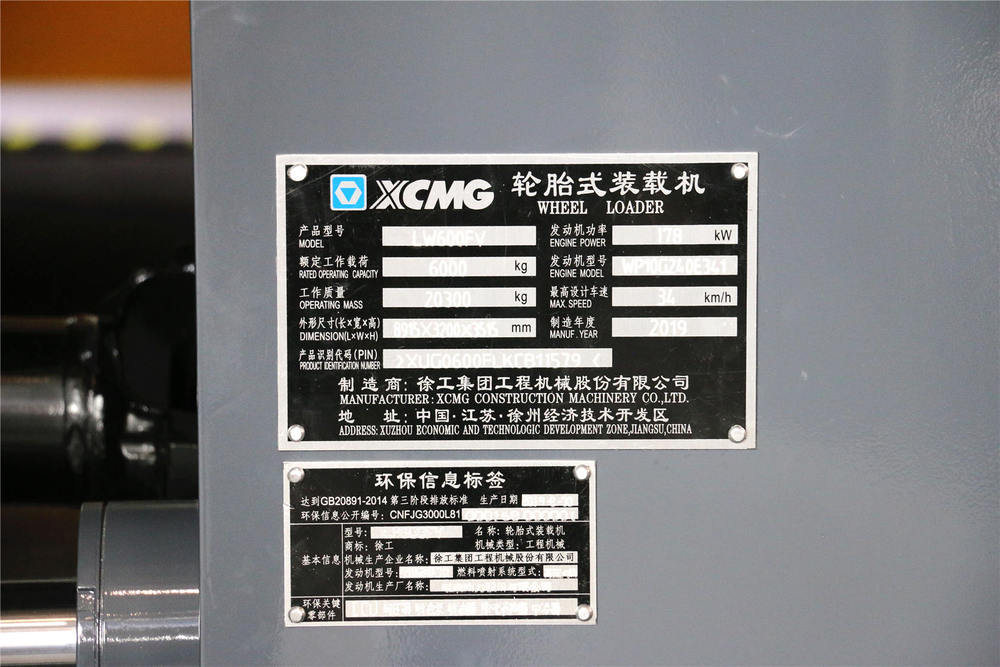 XCMG 轮胎式装载机
WHEEL LOADER
产品型号 LW600FV 发动机功率 178 kW
MODEL ENGINE POWER
额定工作载荷 6000 kg 发动机型号 WP10G240E341
RATED OPERATING CAPACITY ENGINE MODEL
工作质量 20300 kg 最高设计车速 34 km/h
OPERATING MASS MAX.SPEED
外形尺寸(长×宽×高) 8915×3200×3515 mm 制造年度 2019
DIMENSION(L×W×H) MANUF.YEAR
产品识别代码(PIN)
PRODUCT IDENTIFICATION NUMBER
制造商:徐工集团工程机械股份有限公司
MANUFACTURER:XCMG CONSTRUCTION MACHINERY CO.,LTD.
地 址:中国·江苏·徐州经济技术开发区
ADDRESS: XUZHOU ECONOMIC AND TECHNOLOGIC DEVELOPMENT ZONE,JIANGSU,CHINA
环保信息标签
达到GB20891-2014 第三阶段排放标准 生产日期
环保信息公开编号: CNFJG3000L81
型号: 名称: 轮胎式装载机
商标: 徐工 机械类型: 工程机械
基本信息 机械生产企业名称: 徐工集团工程机械股份有限公司
发动机型号: 燃料喷射系统型式:
发动机生产厂名称:
环保关键
零部件